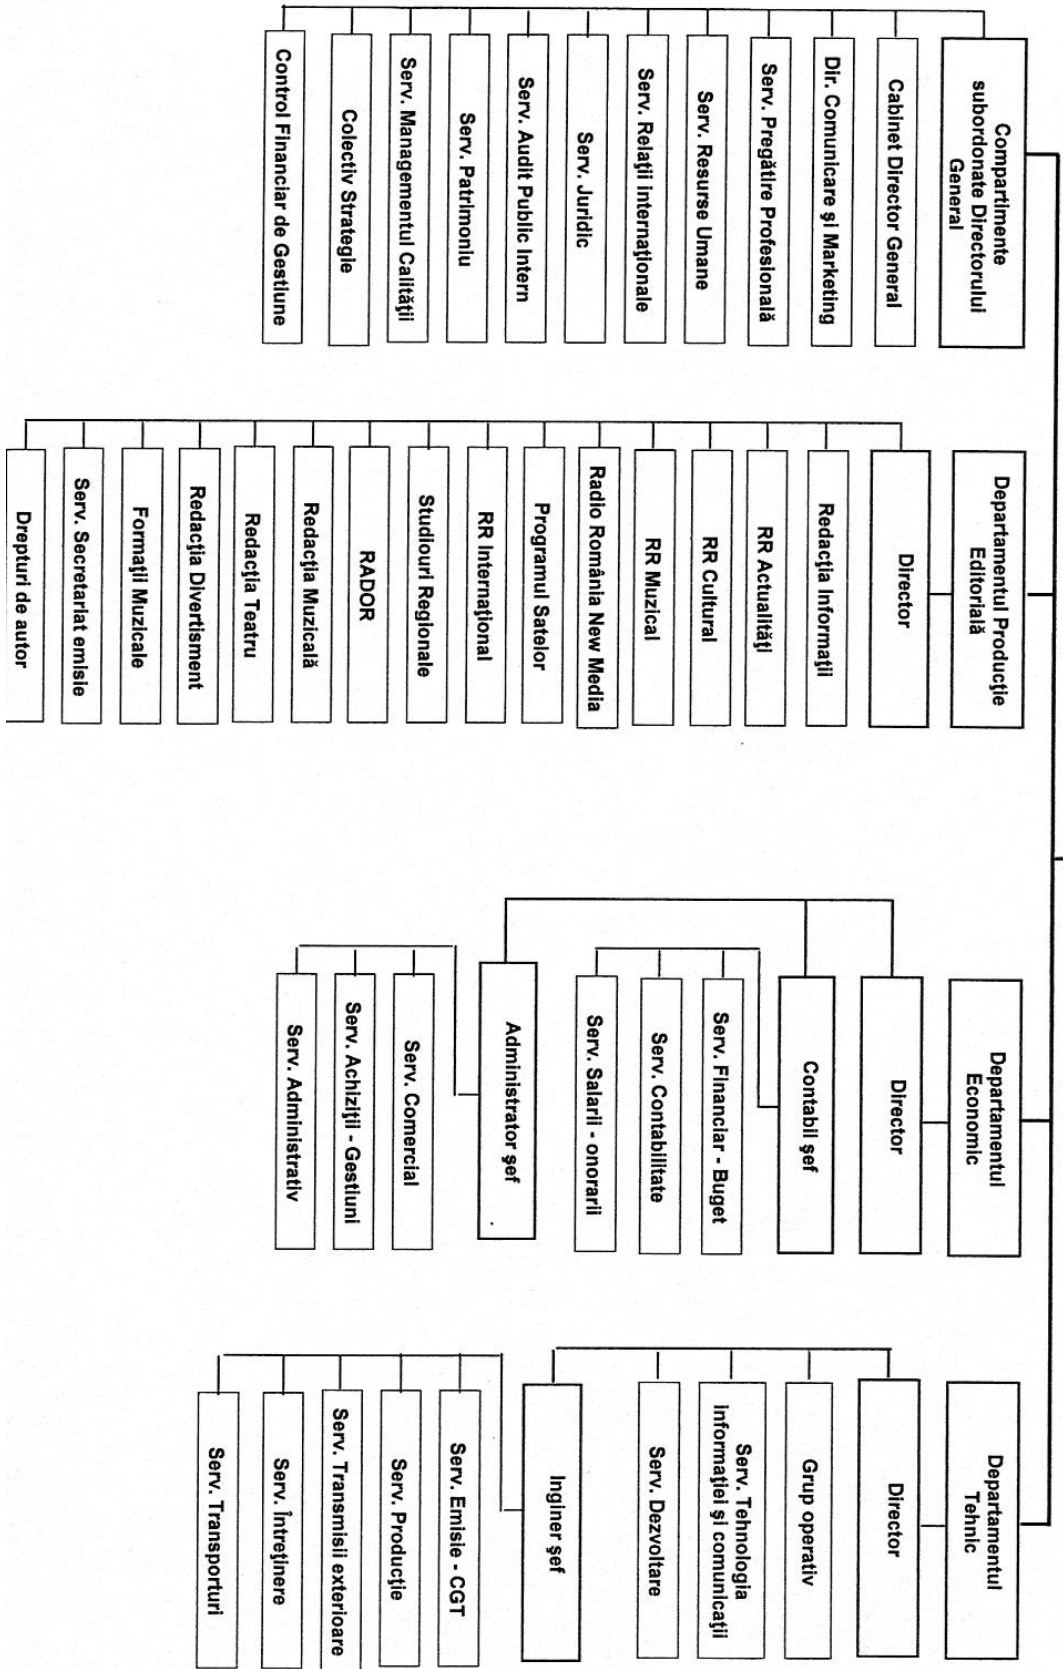 Compartimente
subordonate Directorului
General
Cabinet Director General
Dir. Comunicare şi Marketing
Serv. Pregătire Profesională
Serv. Resurse Umane
Serv. Relaţii internaţionale
Serv. Juridic
Serv. Audit Public Intern
Serv. Patrimoniu
Serv. Managementul Calităţii
Colectiv Strategie
Control Financiar de Gestiune
Departamentul Producţie
Editorială
Director
Redacţia Informaţii
RR Actualităţi
RR Cultural
RR Muzical
Radio România New Media
Programul Satelor
RR Internaţional
Studiouri Regionale
RADOR
Redacţia Muzicală
Redacţia Teatru
Redacţia Divertisment
Formaţii Muzicale
Serv. Secretariat emisie
Drepturi de autor
Departamentul
Economic
Director
Contabil şef
Serv. Financiar - Buget
Serv. Contabilitate
Serv. Salarii - onorarii
Administrator şef
Serv. Comercial
Serv. Achiziţii - Gestiuni
Serv. Administrativ
Departamentul
Tehnic
Director
Grup operativ
Serv. Tehnologia
informaţiei şi comunicaţii
Serv. Dezvoltare
Inginer şef
Serv. Emisie - CGT
Serv. Producţie
Serv. Transmisii exterioare
Serv. Întreţinere
Serv. Transporturi